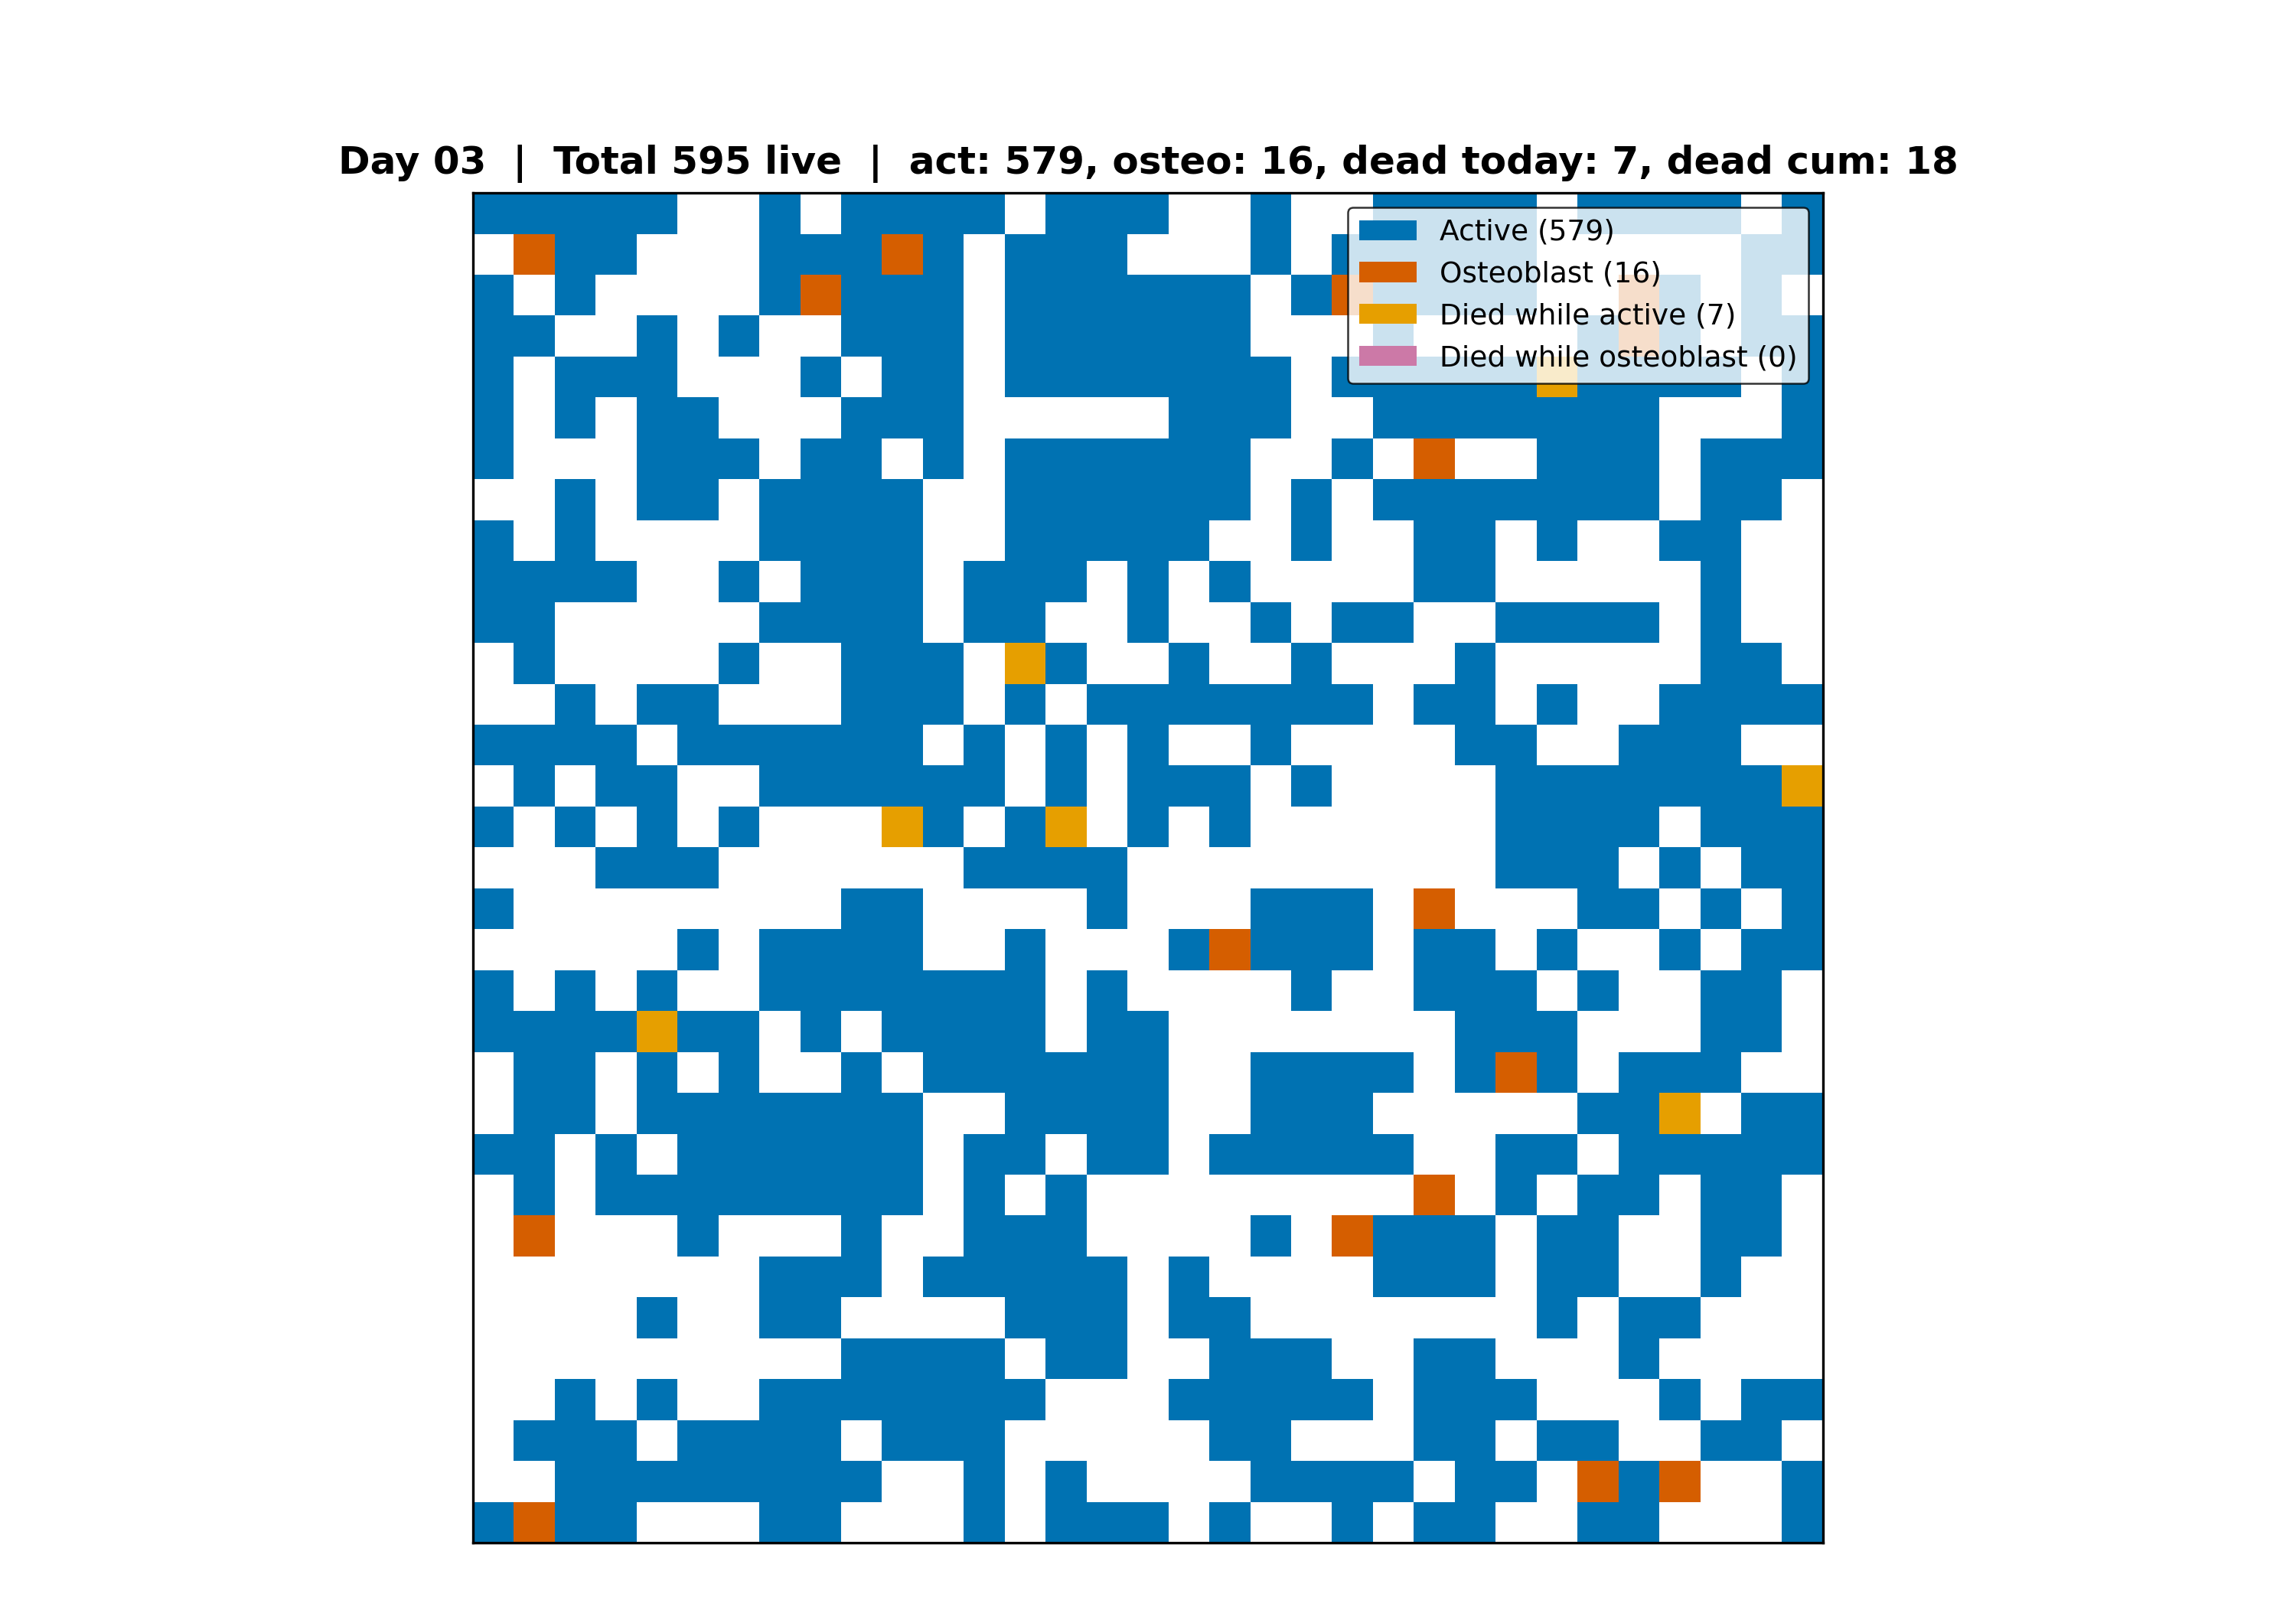 Day 03 | Total 595 live | act: 579, osteo: 16, dead today: 7, dead cum: 18
Active (579)
Osteoblast (16)
Died while active (7)
Died while osteoblast (0)